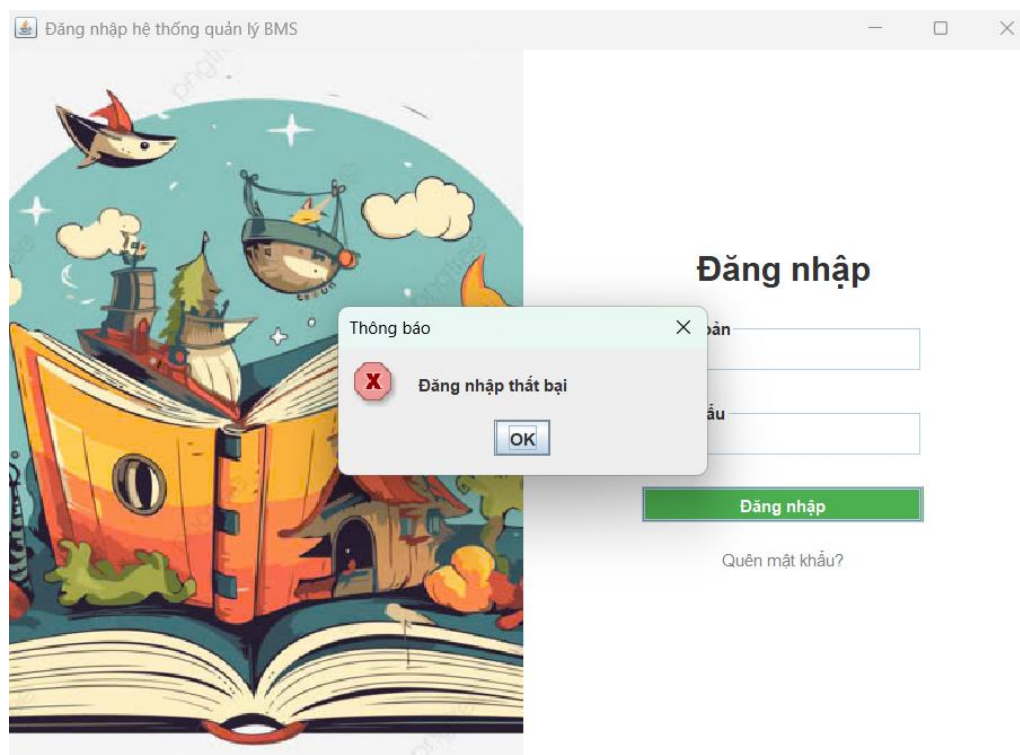 Đăng nhập hệ thống quản lý BMS
pngtree
Đăng nhập
Thông báo
Đăng nhập thất bại
OK
Đăng nhập
Quên mật khẩu?